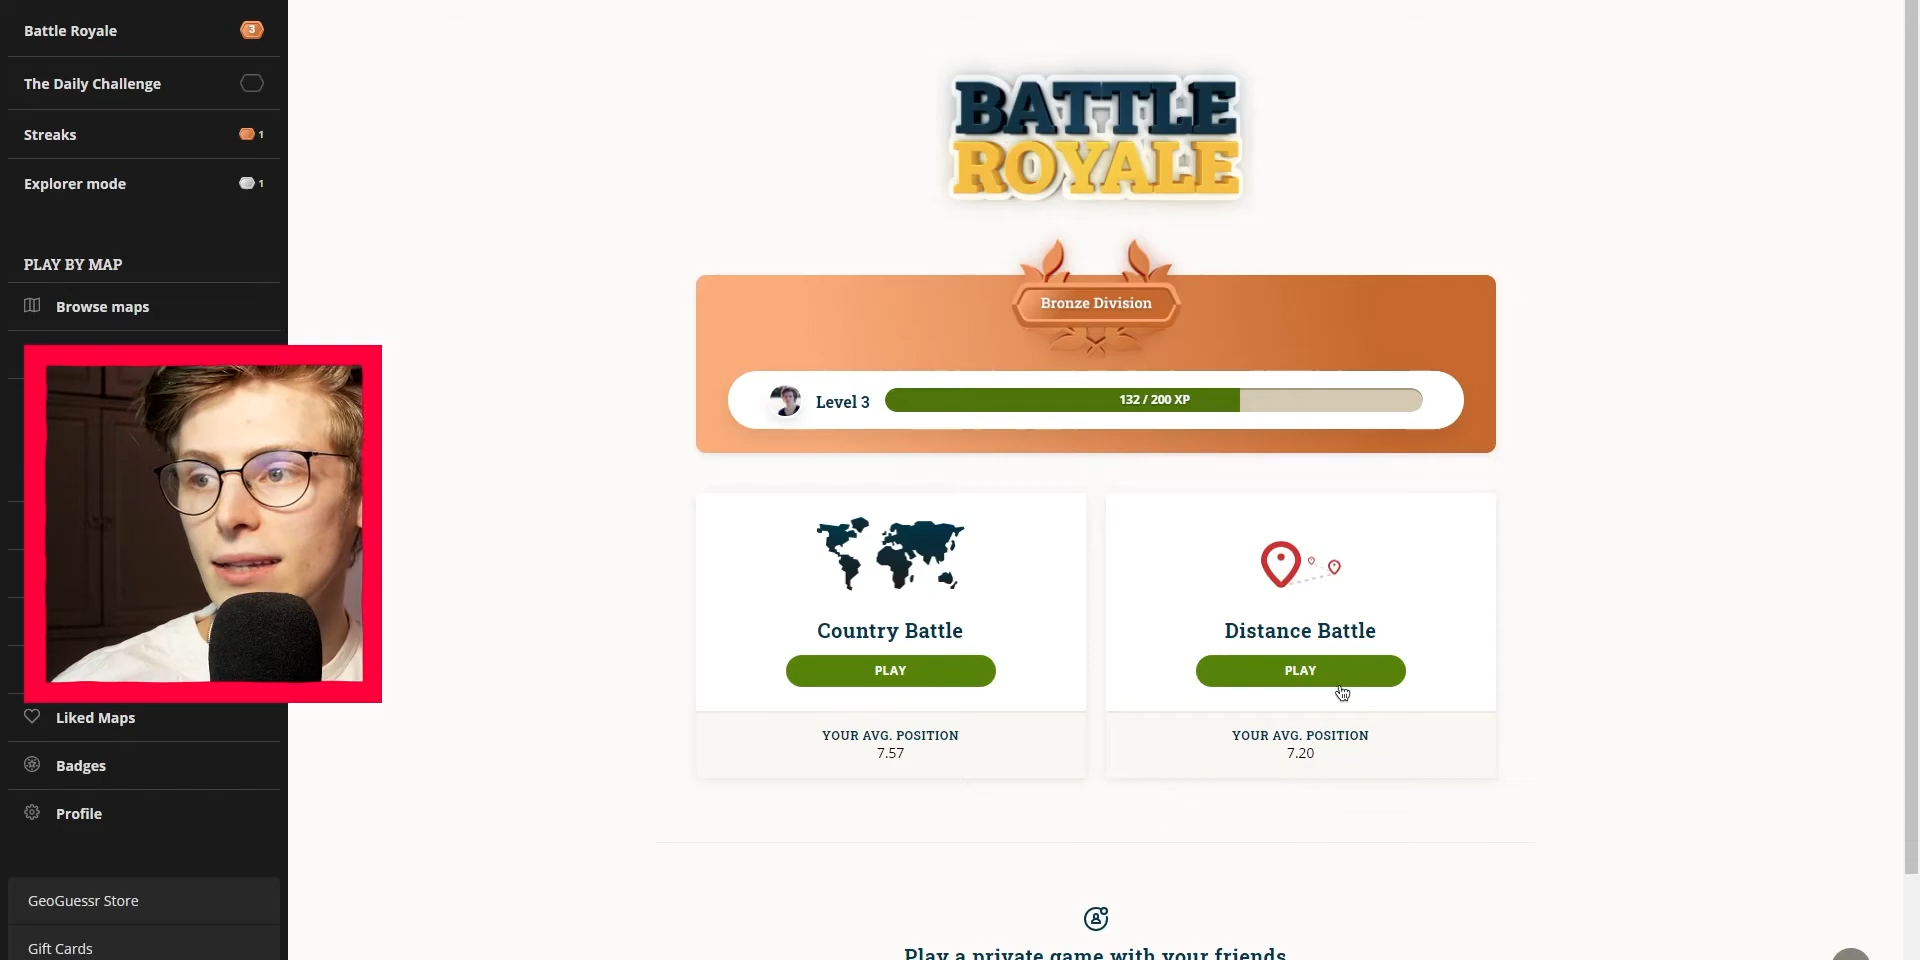 Battle Royale
3
The Daily Challenge
Streaks
1
Explorer mode
1
PLAY BY MAP
Browse maps
Liked Maps
Badges
Profile
GeoGuessr Store
Gift Cards
BATTLE
ROYALE
Bronze Division
Level 3
132 / 200 XP
Country Battle
PLAY
YOUR AVG. POSITION
7.57
Distance Battle
PLAY
YOUR AVG. POSITION
7.20
Play a private game with your friends